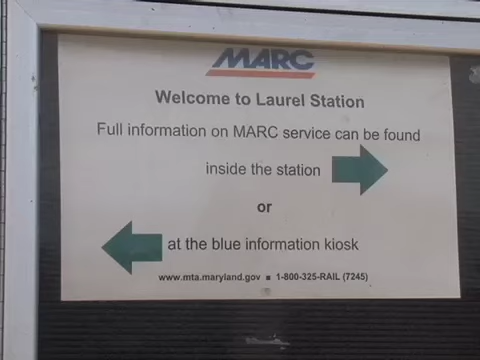 MARC
Welcome to Laurel Station
Full information on MARC service can be found
inside the station
or
at the blue information kiosk
www.mta.maryland.gov ■ 1-800-325-RAIL (7245)